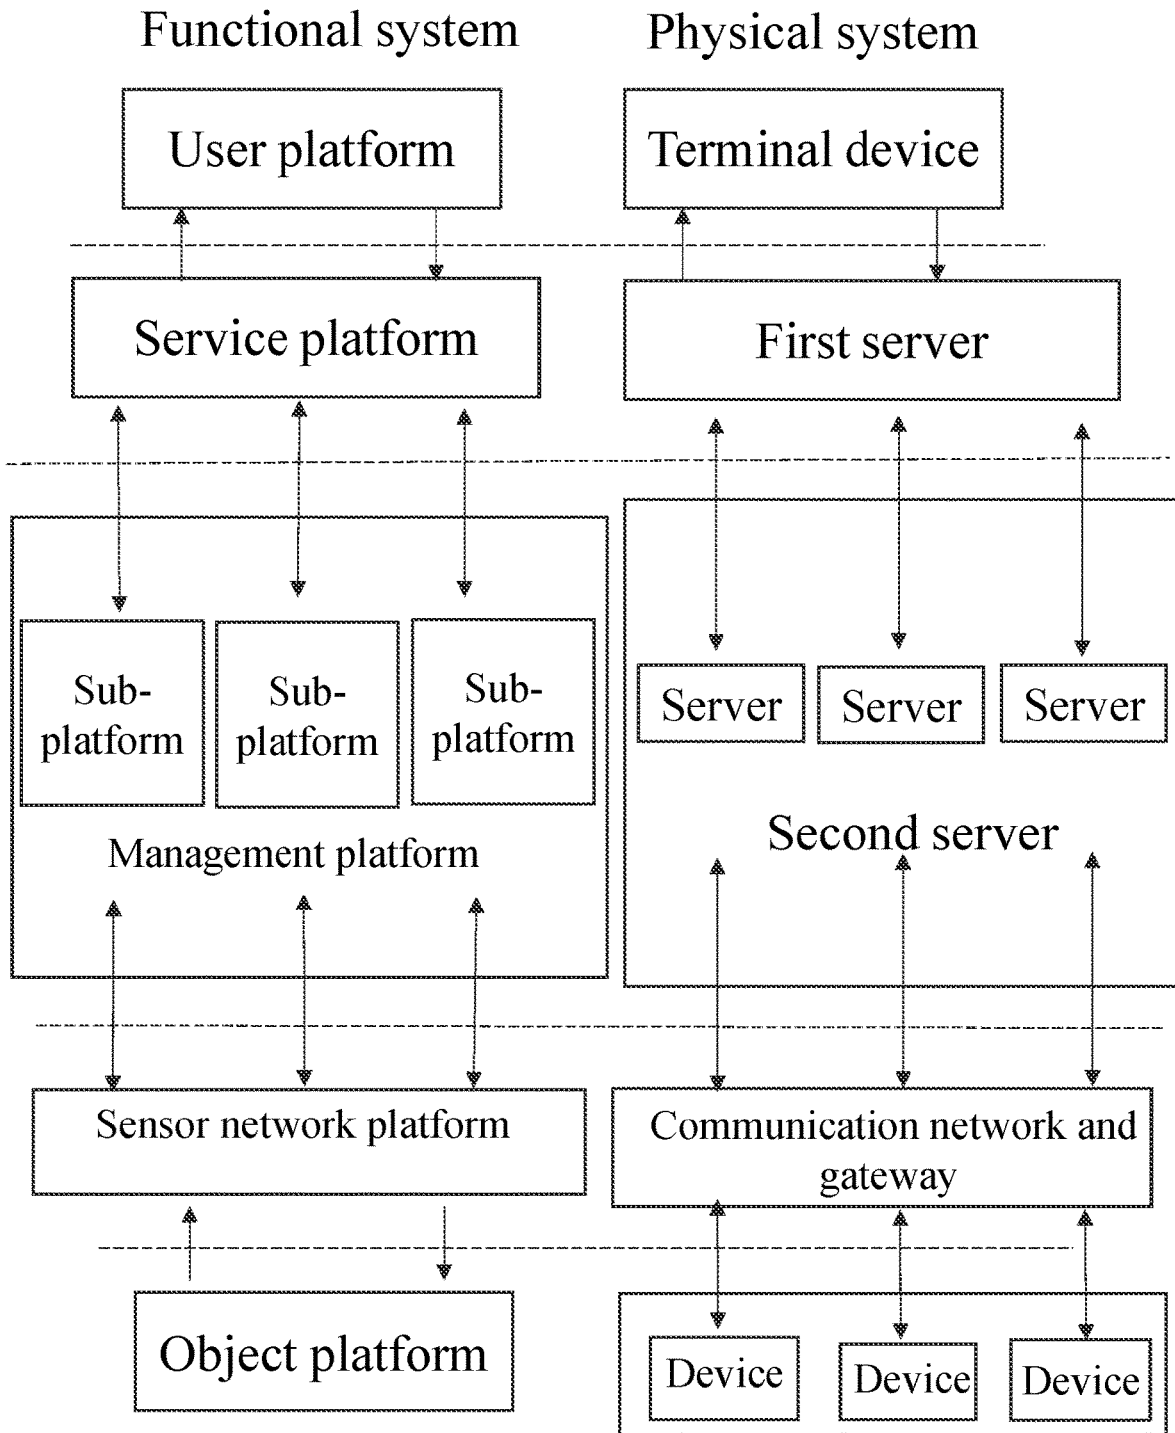 Functional system
Physical system
User platform
Terminal device
Service platform
First server
Sub-
platform
Sub-
platform
Sub-
platform
Management platform
Server
Server
Server
Second server
Sensor network platform
Communication network and
gateway
Object platform
Device
Device
Device